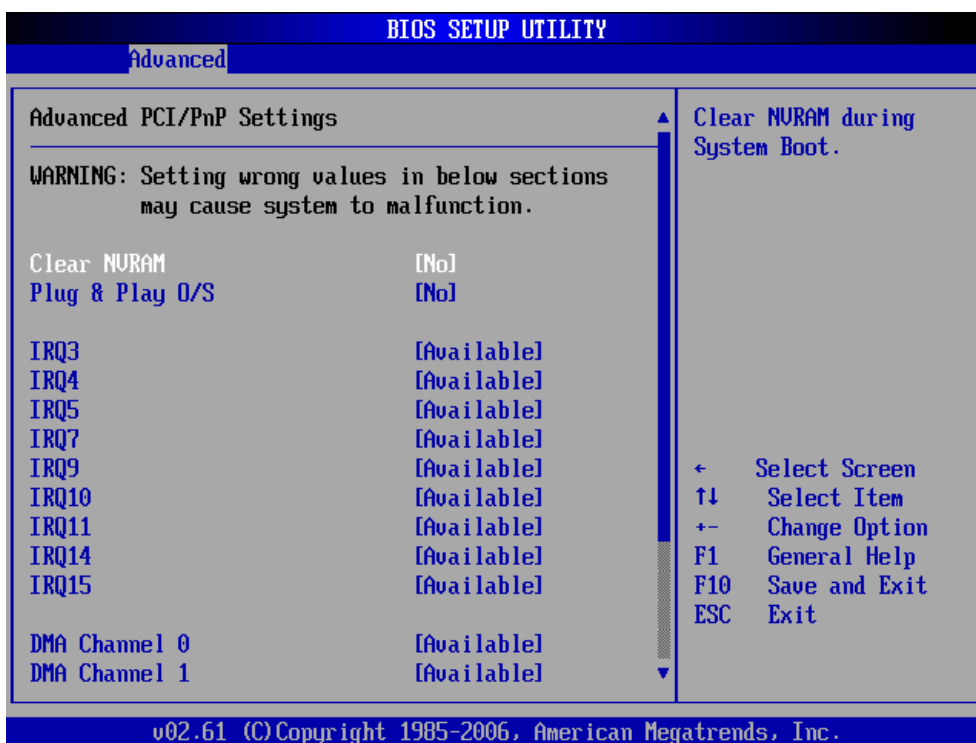 BIOS SETUP UTILITY
Advanced
Advanced PCI/PnP Settings
WARNING: Setting wrong values in below sections
may cause system to malfunction.
Clear NVRAM [No]
Plug & Play O/S [No]
IRQ3 [Available]
IRQ4 [Available]
IRQ5 [Available]
IRQ7 [Available]
IRQ9 [Available]
IRQ10 [Available]
IRQ11 [Available]
IRQ14 [Available]
IRQ15 [Available]
DMA Channel 0 [Available]
DMA Channel 1 [Available]
Clear NVRAM during
System Boot.
← Select Screen
↑↓ Select Item
+- Change Option
F1 General Help
F10 Save and Exit
ESC Exit
v02.61 (C)Copyright 1985-2006, American Megatrends, Inc.